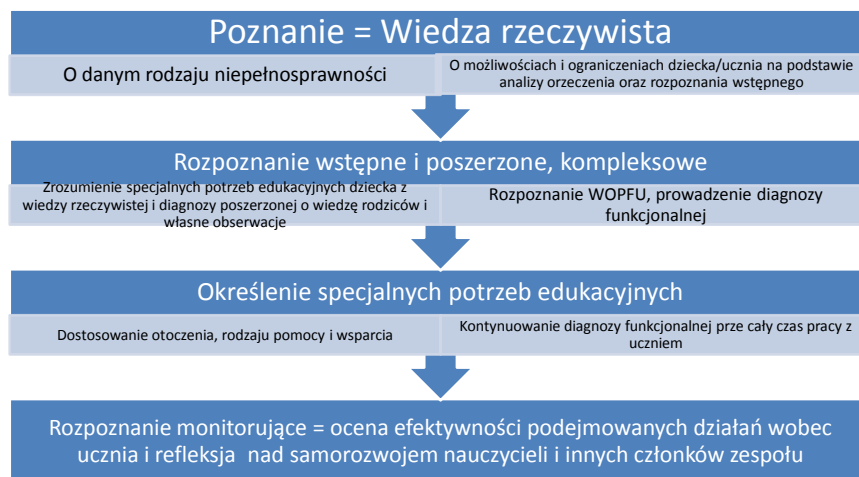 Poznanie = Wiedza rzeczywista
O danym rodzaju niepełnosprawności
O możliwościach i ograniczeniach dziecka/ucznia na podstawie
analizy orzeczenia oraz rozpoznania wstępnego
Rozpoznanie wstępne i poszerzone, kompleksowe
Zrozumienie specjalnych potrzeb edukacyjnych dziecka z
wiedzy rzeczywistej i diagnozy poszerzonej o wiedzę rodziców i
własne obserwacje
Rozpoznanie WOPFU, prowadzenie diagnozy
funkcjonalnej
Określenie specjalnych potrzeb edukacyjnych
Dostosowanie otoczenia, rodzaju pomocy i wsparcia
Kontynuowanie diagnozy funkcjonalnej prze cały czas pracy z
uczniem
Rozpoznanie monitorujące = ocena efektywności podejmowanych działań wobec
ucznia i refleksja nad samorozwojem nauczycieli i innych członków zespołu